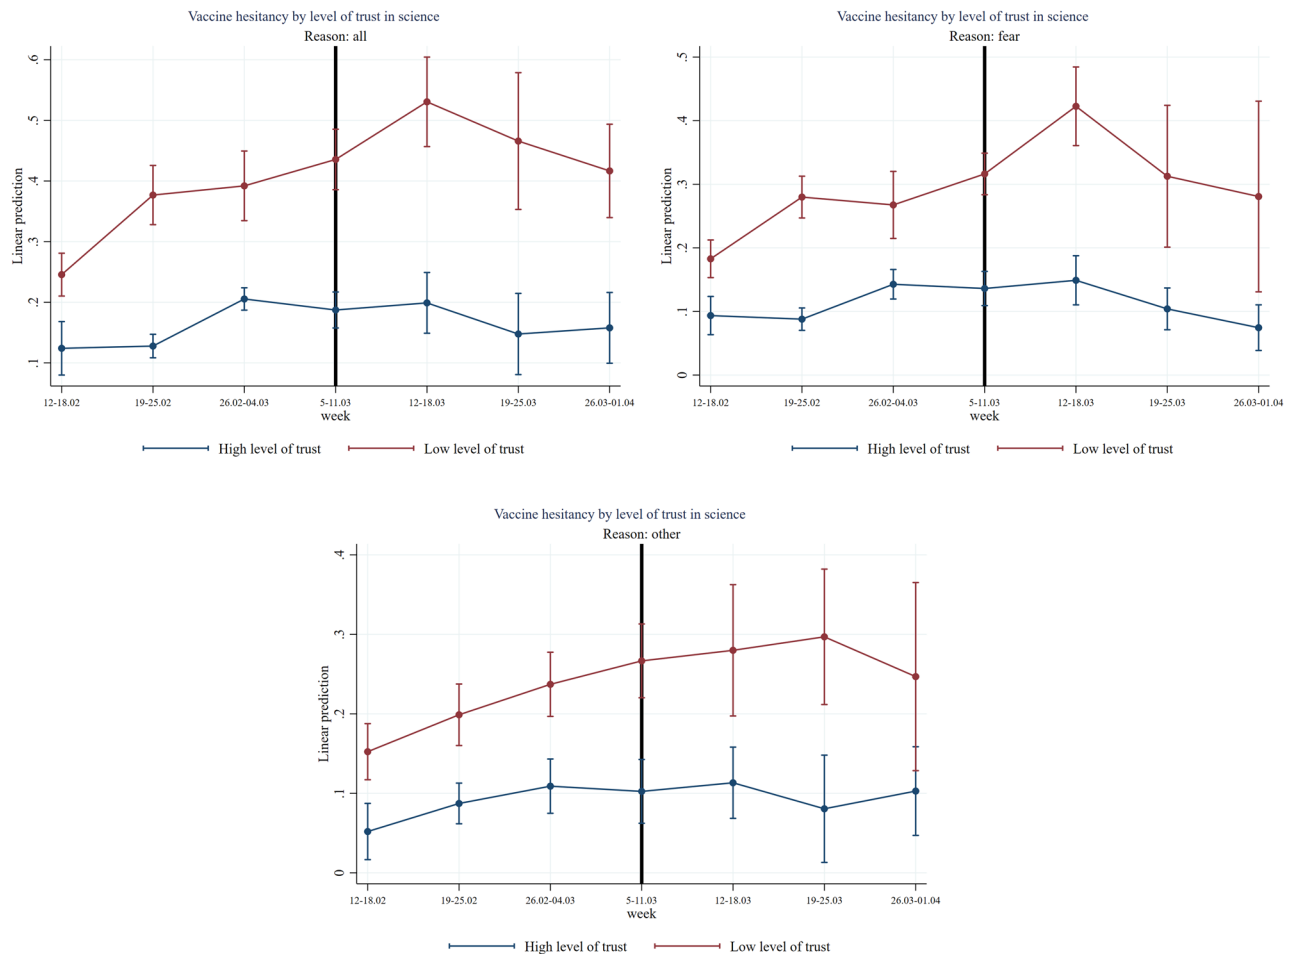 Vaccine hesitancy by level of trust in science
Reason: all
Linear prediction
.6
.5
.4
.3
.2
.1
12-18.02 19-25.02 26.02-04.03 5-11.03 12-18.03 19-25.03 26.03-01.04
week
High level of trust Low level of trust
Vaccine hesitancy by level of trust in science
Reason: fear
Linear prediction
.5
.4
.3
.2
.1
0
12-18.02 19-25.02 26.02-04.03 5-11.03 12-18.03 19-25.03 26.03-01.04
week
High level of trust Low level of trust
Vaccine hesitancy by level of trust in science
Reason: other
Linear prediction
.4
.3
.2
.1
0
12-18.02 19-25.02 26.02-04.03 5-11.03 12-18.03 19-25.03 26.03-01.04
week
High level of trust Low level of trust